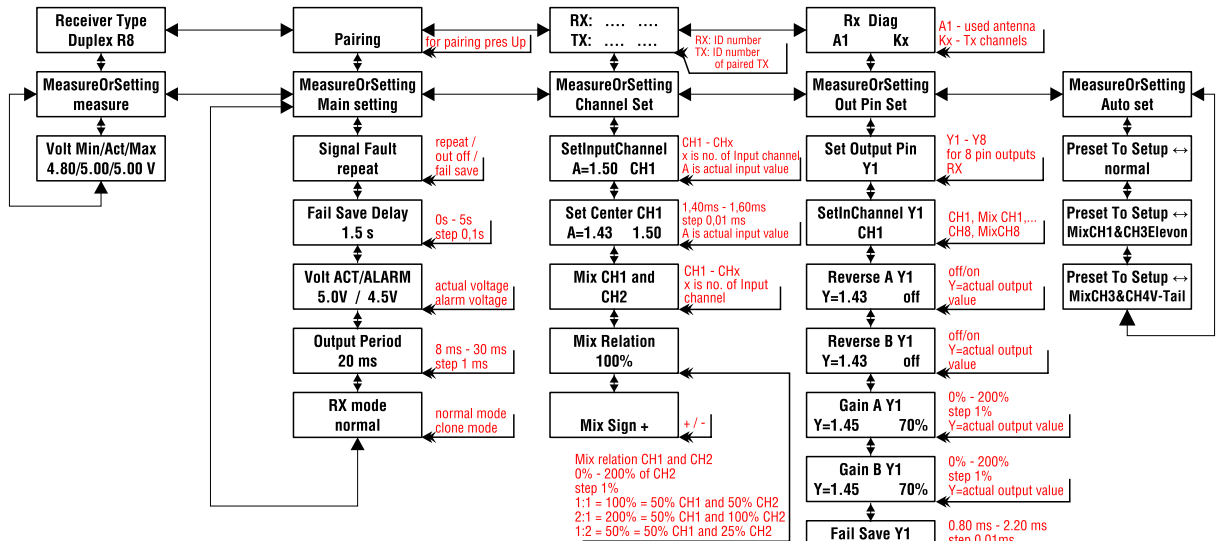 Receiver Type
Duplex R8
Pairing
for pairing pres Up
RX: .... ....
TX: .... ....
RX: ID number
TX: ID number
of paired TX
Rx Diag
A1 Kx
A1 - used antenna
Kx - Tx channels
MeasureOrSetting
measure
Volt Min/Act/Max
4.80/5.00/5.00 V
MeasureOrSetting
Main setting
Signal Fault
repeat
repeat /
out off /
fail save
Fail Save Delay
1.5 s
0s - 5s
step 0,1s
Volt ACT/ALARM
5.0V / 4.5V
actual voltage
alarm voltage
Output Period
20 ms
8 ms - 30 ms
step 1 ms
RX mode
normal
normal mode
clone mode
MeasureOrSetting
Channel Set
SetInputChannel
A=1.50 CH1
CH1 - CHx
x is no. of Input channel
A is actual input value
Set Center CH1
A=1.43 1.50
1,40ms - 1,60ms
step 0,01 ms
A is actual input value
Mix CH1 and
CH2
CH1 - CHx
x is no. of Input
channel
Mix Relation
100%
Mix Sign +
+ / -
Mix relation CH1 and CH2
0% - 200% of CH2
step 1%
1:1 = 100% = 50% CH1 and 50% CH2
2:1 = 200% = 50% CH1 and 100% CH2
1:2 = 50% = 50% CH1 and 25% CH2
MeasureOrSetting
Out Pin Set
Set Output Pin
Y1
Y1 - Y8
for 8 pin outputs
RX
SetInChannel Y1
CH1
CH1, Mix CH1,...
CH8, MixCH8
Reverse A Y1
Y=1.43 off
off/on
Y=actual output
value
Reverse B Y1
Y=1.43 off
off/on
Y=actual output
value
Gain A Y1
Y=1.45 70%
0% - 200%
step 1%
Y=actual output value
Gain B Y1
Y=1.45 70%
0% - 200%
step 1%
Y=actual output value
Fail Save Y1
0.80 ms - 2.20 ms
step 0.01ms
MeasureOrSetting
Auto set
Preset To Setup ↔
normal
Preset To Setup ↔
MixCH1&CH3Elevon
Preset To Setup ↔
MixCH3&CH4V-Tail